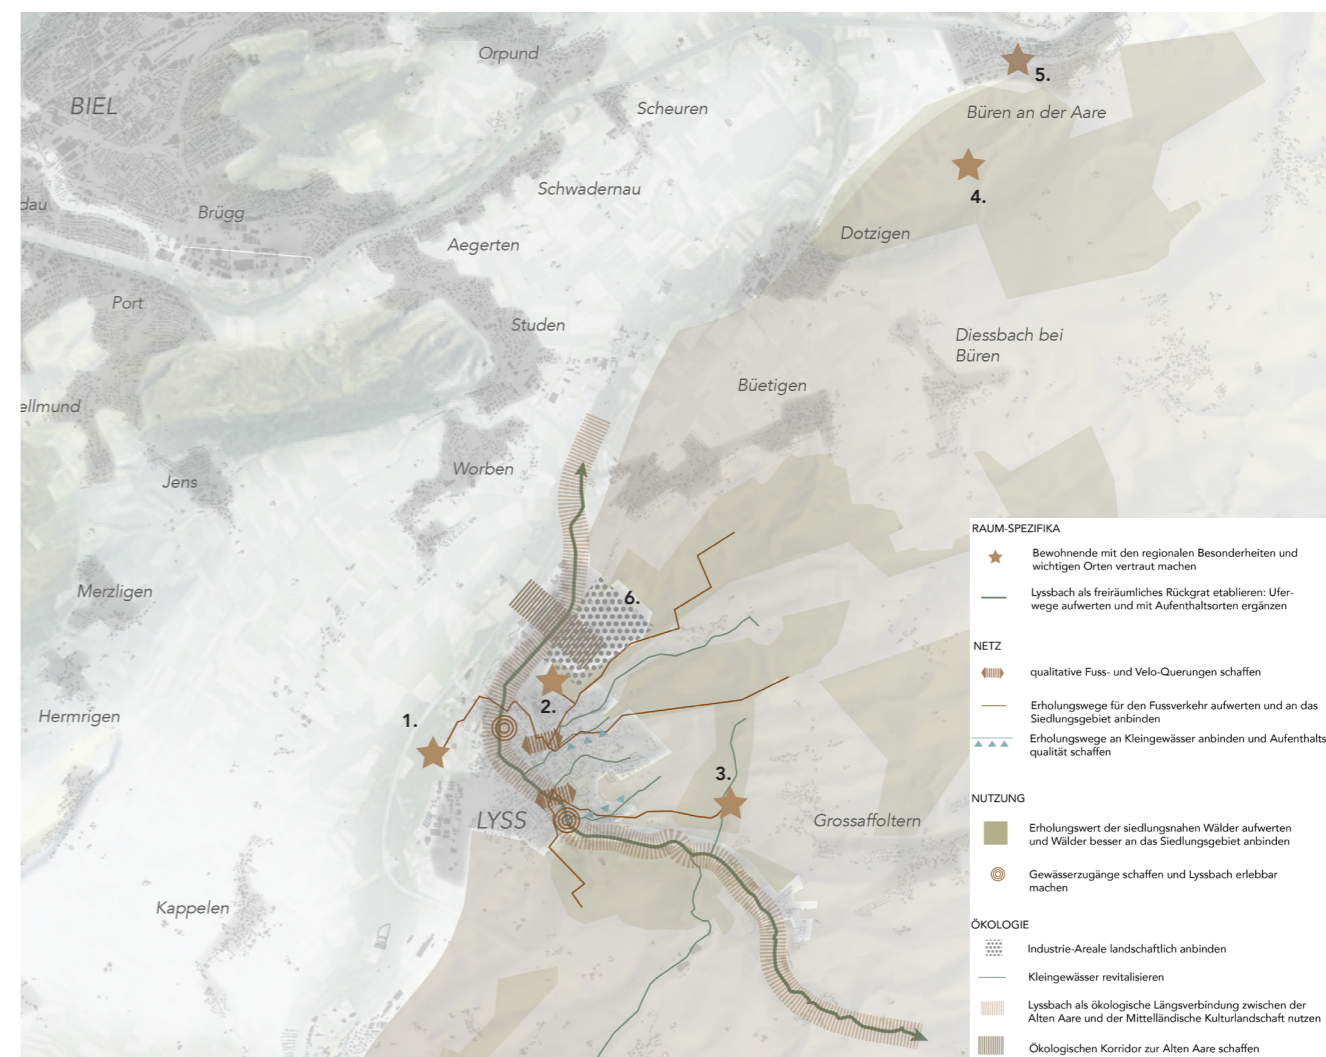 Orpund
5.
BIEL
Scheuren
Büren an der Aare
Schwadernau
4.
dau
Brügg
Dotzigen
Aegerten
Port
Studen
Diessbach bei
Büren
Büetigen
ellmund
Worben
Jens
Merzligen
6.
Hermrigen
1.
2.
3.
LYSS
Grossaffoltern
Kappelen
RAUM-SPEZIFIKA
Bewohnende mit den regionalen Besonderheiten und
wichtigen Orten vertraut machen
Lyssbach als freiräumliches Rückgrat etablieren: Ufer-
wege aufwerten und mit Aufenthaltsorten ergänzen
NETZ
qualitative Fuss- und Velo-Querungen schaffen
Erholungswege für den Fussverkehr aufwerten und an das
Siedlungsgebiet anbinden
Erholungswege an Kleingewässer anbinden und Aufenthalts
qualität schaffen
NUTZUNG
Erholungswert der siedlungsnahen Wälder aufwerten
und Wälder besser an das Siedlungsgebiet anbinden
Gewässerzugänge schaffen und Lyssbach erlebbar
machen
ÖKOLOGIE
Industrie-Areale landschaftlich anbinden
Kleingewässer revitalisieren
Lyssbach als ökologische Längsverbindung zwischen der
Alten Aare und der Mittelländische Kulturlandschaft nutzen
Ökologischen Korridor zur Alten Aare schaffen